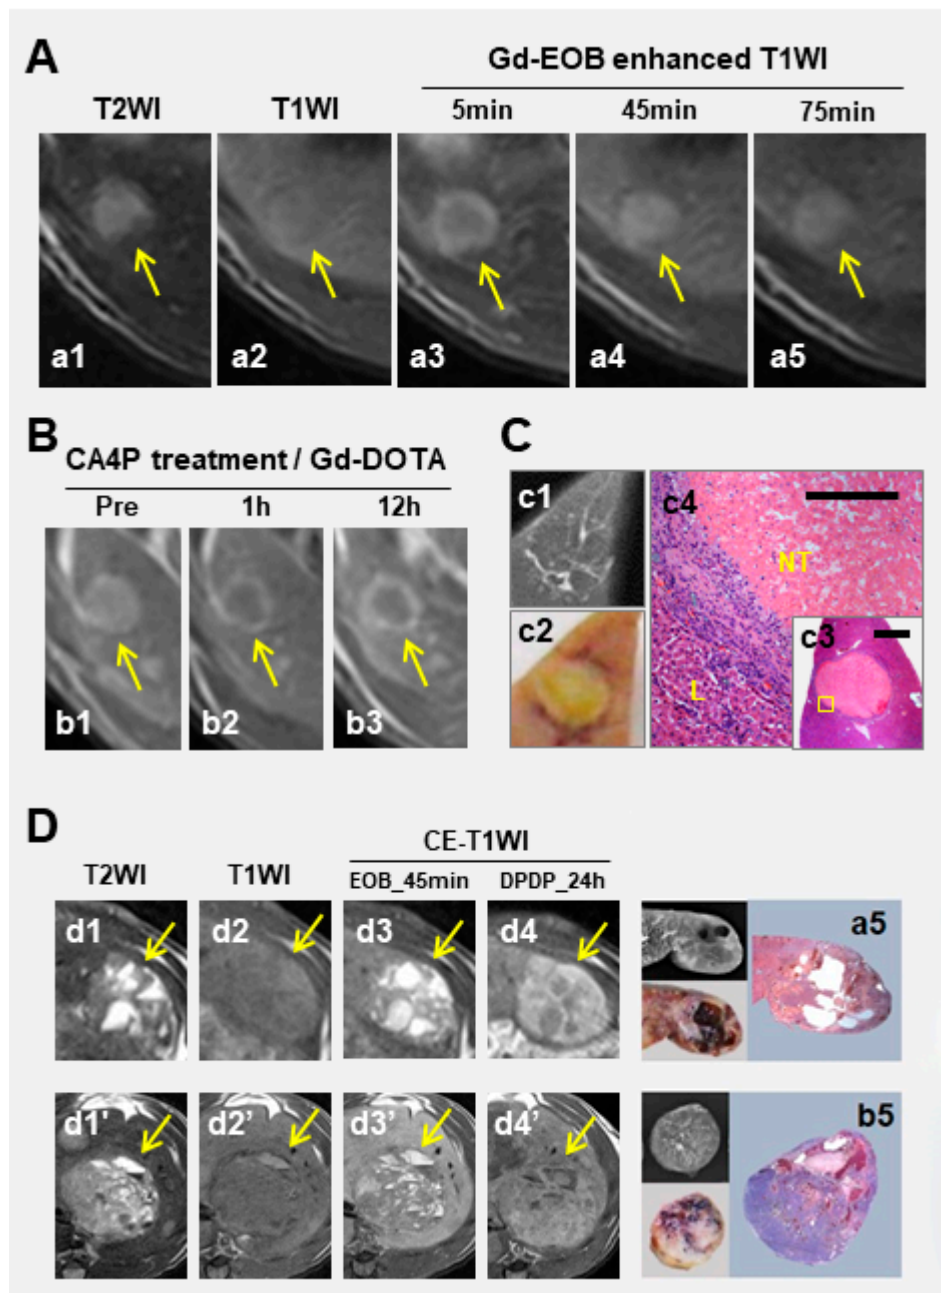 A
Gd-EOB enhanced T1WI
T2WI T1WI 5min 45min 75min
a1 a2 a3 a4 a5
B
CA4P treatment / Gd-DOTA
Pre 1h 12h
b1 b2 b3
C
c1 c4
NT
c2 c3
L
D
CE-T1WI
T2WI T1WI EOB_45min DPDP_24h
d1 d2 d3 d4 a5
d1' d2' d3' d4' b5